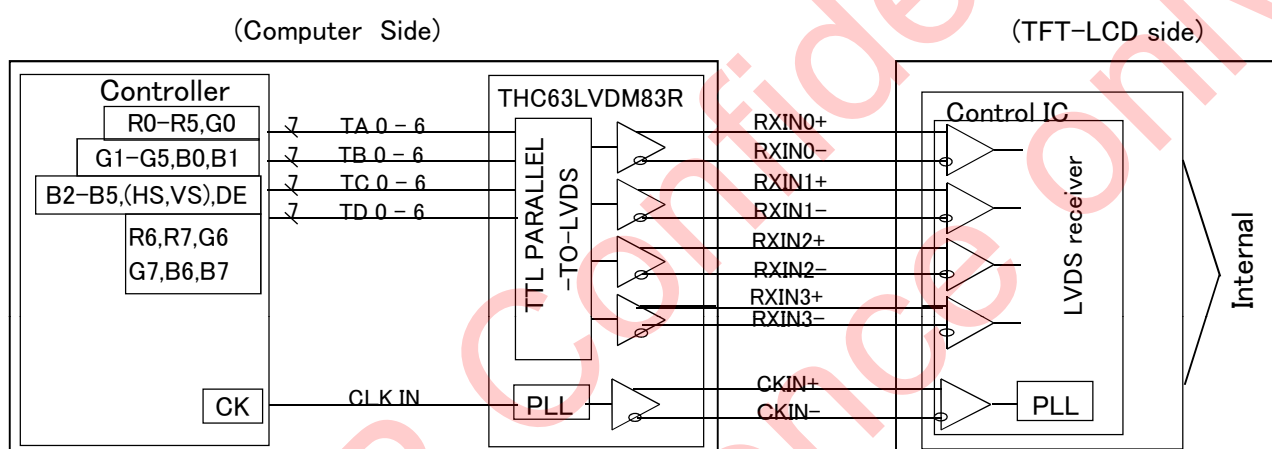 (Computer Side)
(TFT-LCD side)
Controller
R0-R5,G0
G1-G5,B0,B1
B2-B5,(HS,VS),DE
R6,R7,G6
G7,B6,B7
CK
7 TA 0-6
7 TB 0-6
7 TC 0-6
7 TD 0-6
CLK IN
THC63LVDM83R
TTL PARALLEL
-TO-LVDS
PLL
RXIN0+
RXIN0-
RXIN1+
RXIN1-
RXIN2+
RXIN2-
RXIN3+
RXIN3-
CKIN+
CKIN-
Control IC
LVDS receiver
PLL
Internal